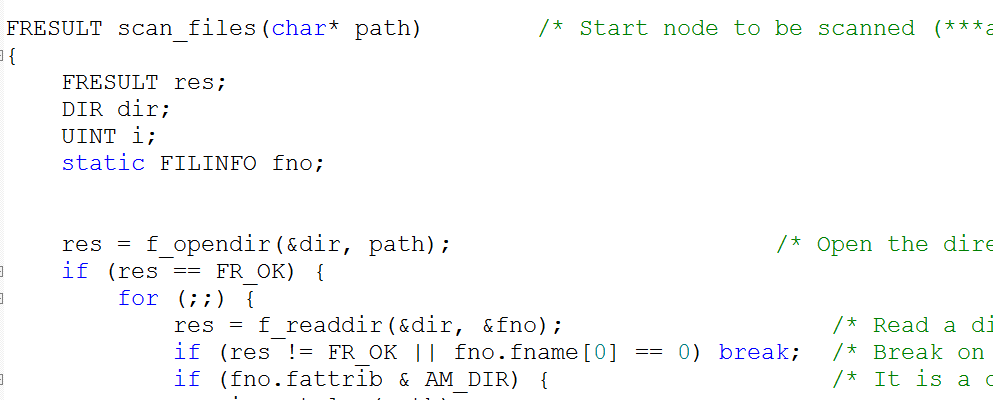 FRESULT scan_files(char* path) /* Start node to be scanned (***a
{
FRESULT res;
DIR dir;
UINT i;
static FILINFO fno;
res = f_opendir(&dir, path); /* Open the dire
if (res == FR_OK) {
for (;;) {
res = f_readdir(&dir, &fno); /* Read a di
if (res != FR_OK || fno.fname[0] == 0) break; /* Break on
if (fno.fattrib & AM_DIR) { /* It is a